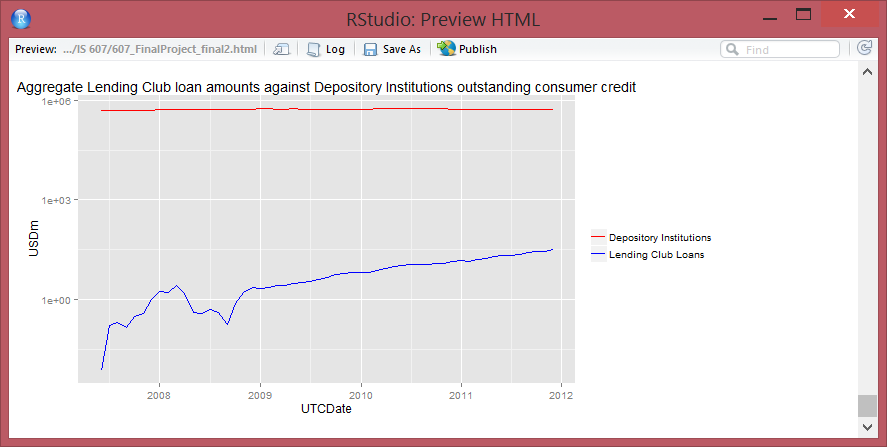 R
RStudio: Preview HTML
Preview: .../IS 607/607_FinalProject_final2.html Log Save As Publish Find
Aggregate Lending Club loan amounts against Depository Institutions outstanding consumer credit
1e+06
1e+03
1e+00
USDm
Depository Institutions
Lending Club Loans
2008 2009 2010 2011 2012
UTCDate